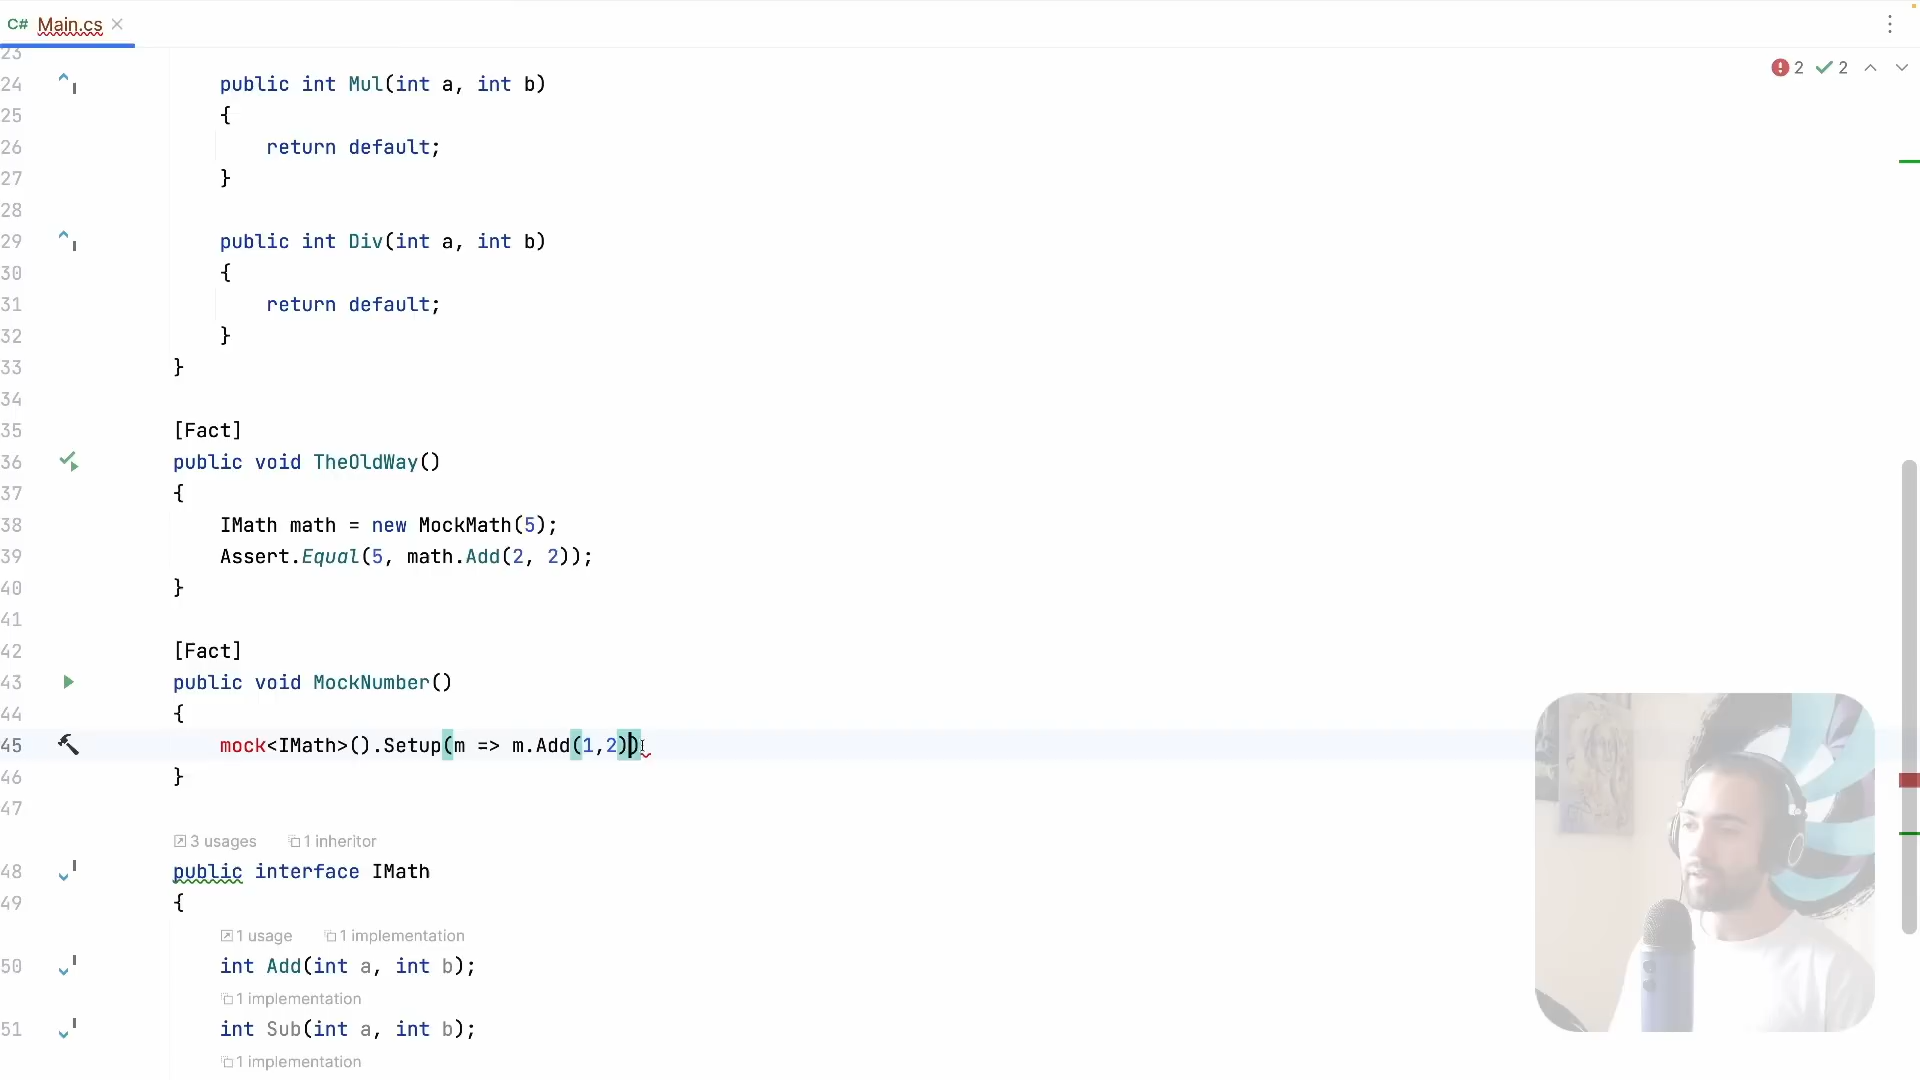 C# Main.cs
2 2
23
24 public int Mul(int a, int b)
25 {
26 return default;
27 }
28
29 public int Div(int a, int b)
30 {
31 return default;
32 }
33 }
34
35 [Fact]
36 public void TheOldWay()
37 {
38 IMath math = new MockMath(5);
39 Assert.Equal(5, math.Add(2, 2));
40 }
41
42 [Fact]
43 public void MockNumber()
44 {
45 mock<IMath>().Setup(m => m.Add(1,2))
46 }
47
3 usages 1 inheritor
48 public interface IMath
49 {
1 usage 1 implementation
50 int Add(int a, int b);
1 implementation
51 int Sub(int a, int b);
1 implementation